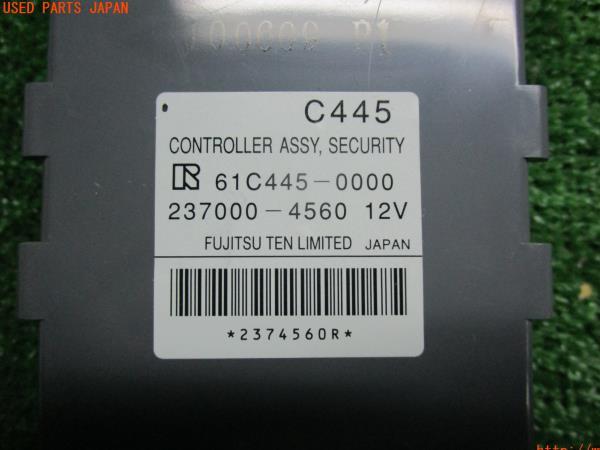 USED PARTS JAPAN
C445
CONTROLLER ASSY, SECURITY
R 61C445-0000
237000-4560 12V
FUJITSU TEN LIMITED JAPAN
*2374560R*